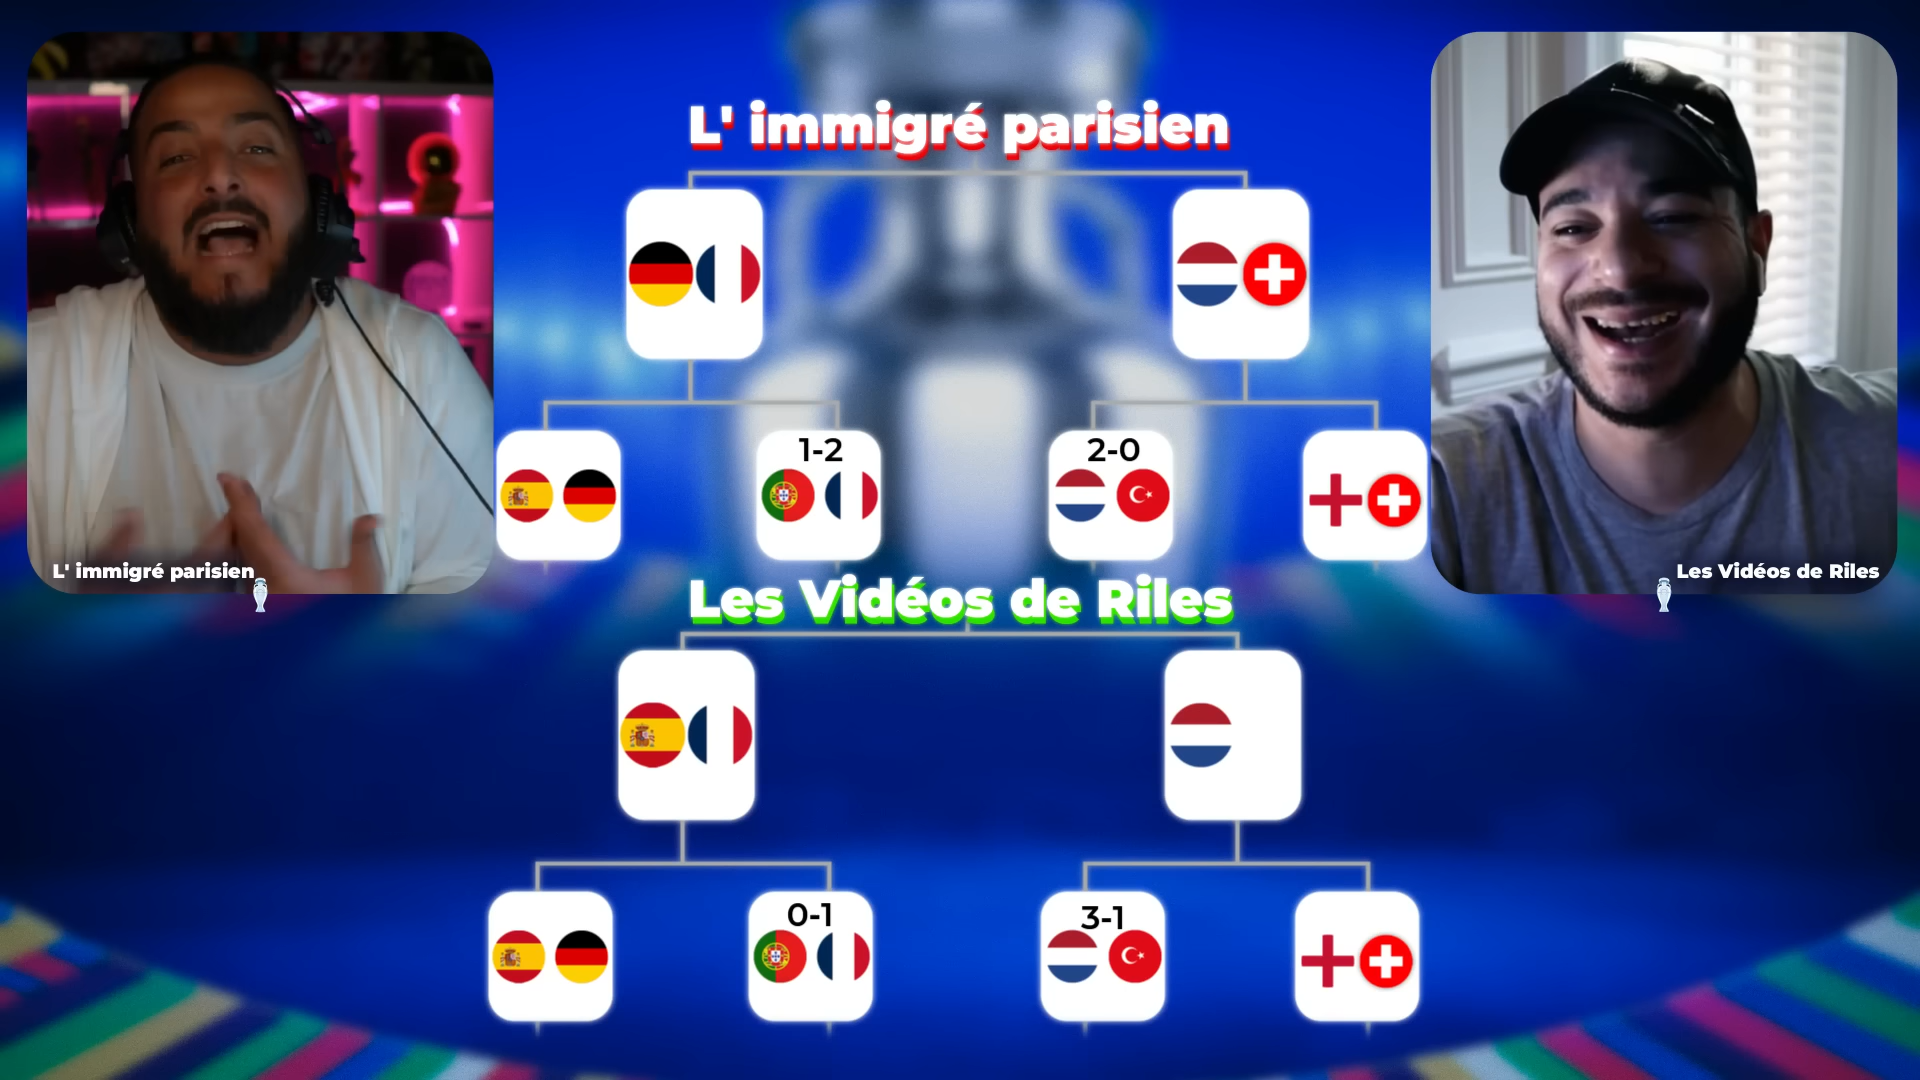 L' immigré parisien
1-2
2-0
L' immigré parisien
Les Vidéos de Riles
Les Vidéos de Riles
0-1
3-1